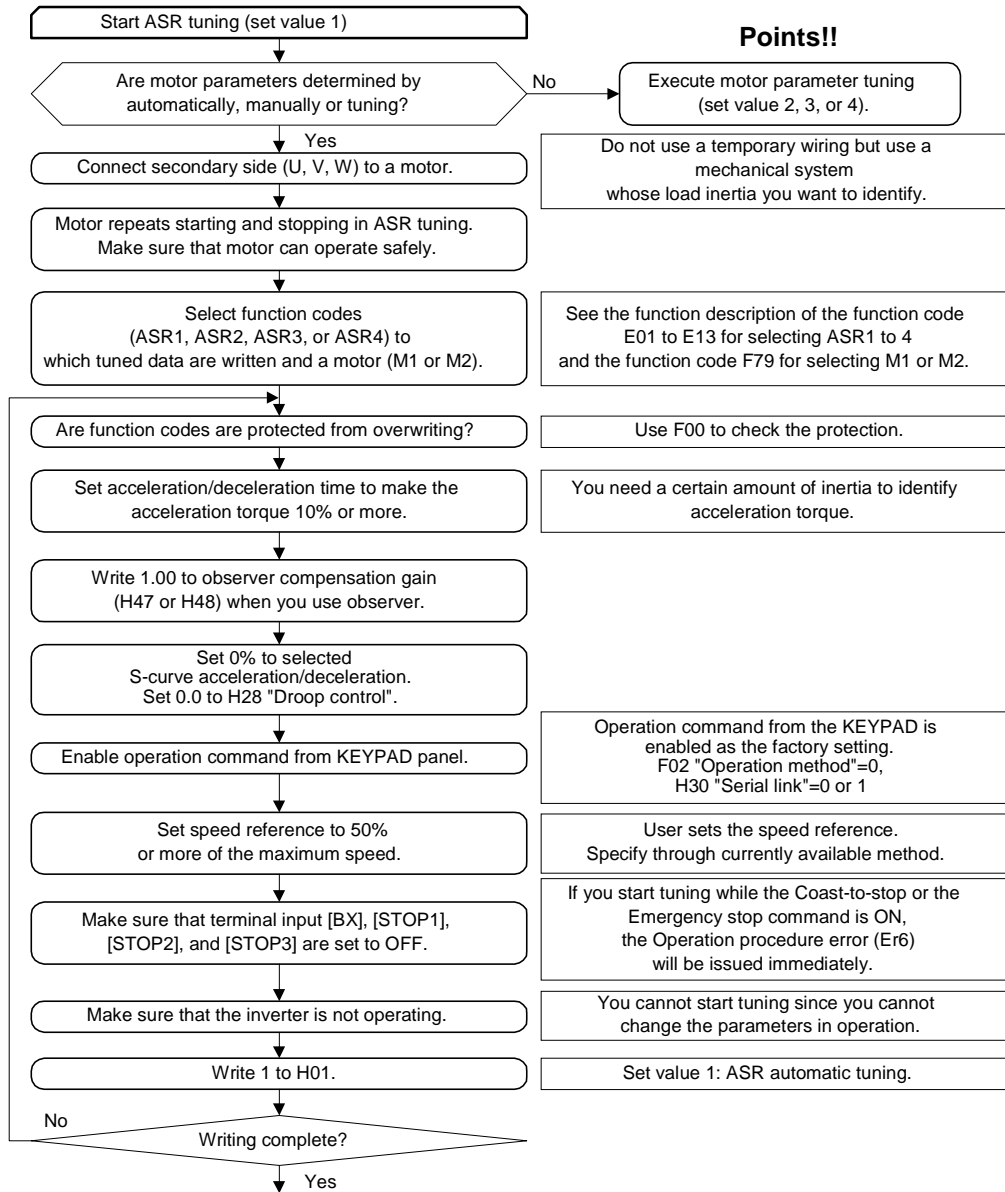 Start ASR tuning (set value 1)
Points!!
Are motor parameters determined by
automatically, manually or tuning?
No
Execute motor parameter tuning
(set value 2, 3, or 4).
Yes
Connect secondary side (U, V, W) to a motor.
Do not use a temporary wiring but use a
mechanical system
whose load inertia you want to identify.
Motor repeats starting and stopping in ASR tuning.
Make sure that motor can operate safely.
Select function codes
(ASR1, ASR2, ASR3, or ASR4) to
which tuned data are written and a motor (M1 or M2).
See the function description of the function code
E01 to E13 for selecting ASR1 to 4
and the function code F79 for selecting M1 or M2.
Are function codes are protected from overwriting?
Use F00 to check the protection.
Set acceleration/deceleration time to make the
acceleration torque 10% or more.
You need a certain amount of inertia to identify
acceleration torque.
Write 1.00 to observer compensation gain
(H47 or H48) when you use observer.
Set 0% to selected
S-curve acceleration/deceleration.
Set 0.0 to H28 "Droop control".
Enable operation command from KEYPAD panel.
Operation command from the KEYPAD is
enabled as the factory setting.
F02 "Operation method"=0,
H30 "Serial link"=0 or 1
Set speed reference to 50%
or more of the maximum speed.
User sets the speed reference.
Specify through currently available method.
Make sure that terminal input [BX], [STOP1],
[STOP2], and [STOP3] are set to OFF.
If you start tuning while the Coast-to-stop or the
Emergency stop command is ON,
the Operation procedure error (Er6)
will be issued immediately.
Make sure that the inverter is not operating.
You cannot start tuning since you cannot
change the parameters in operation.
Write 1 to H01.
Set value 1: ASR automatic tuning.
No
Writing complete?
Yes